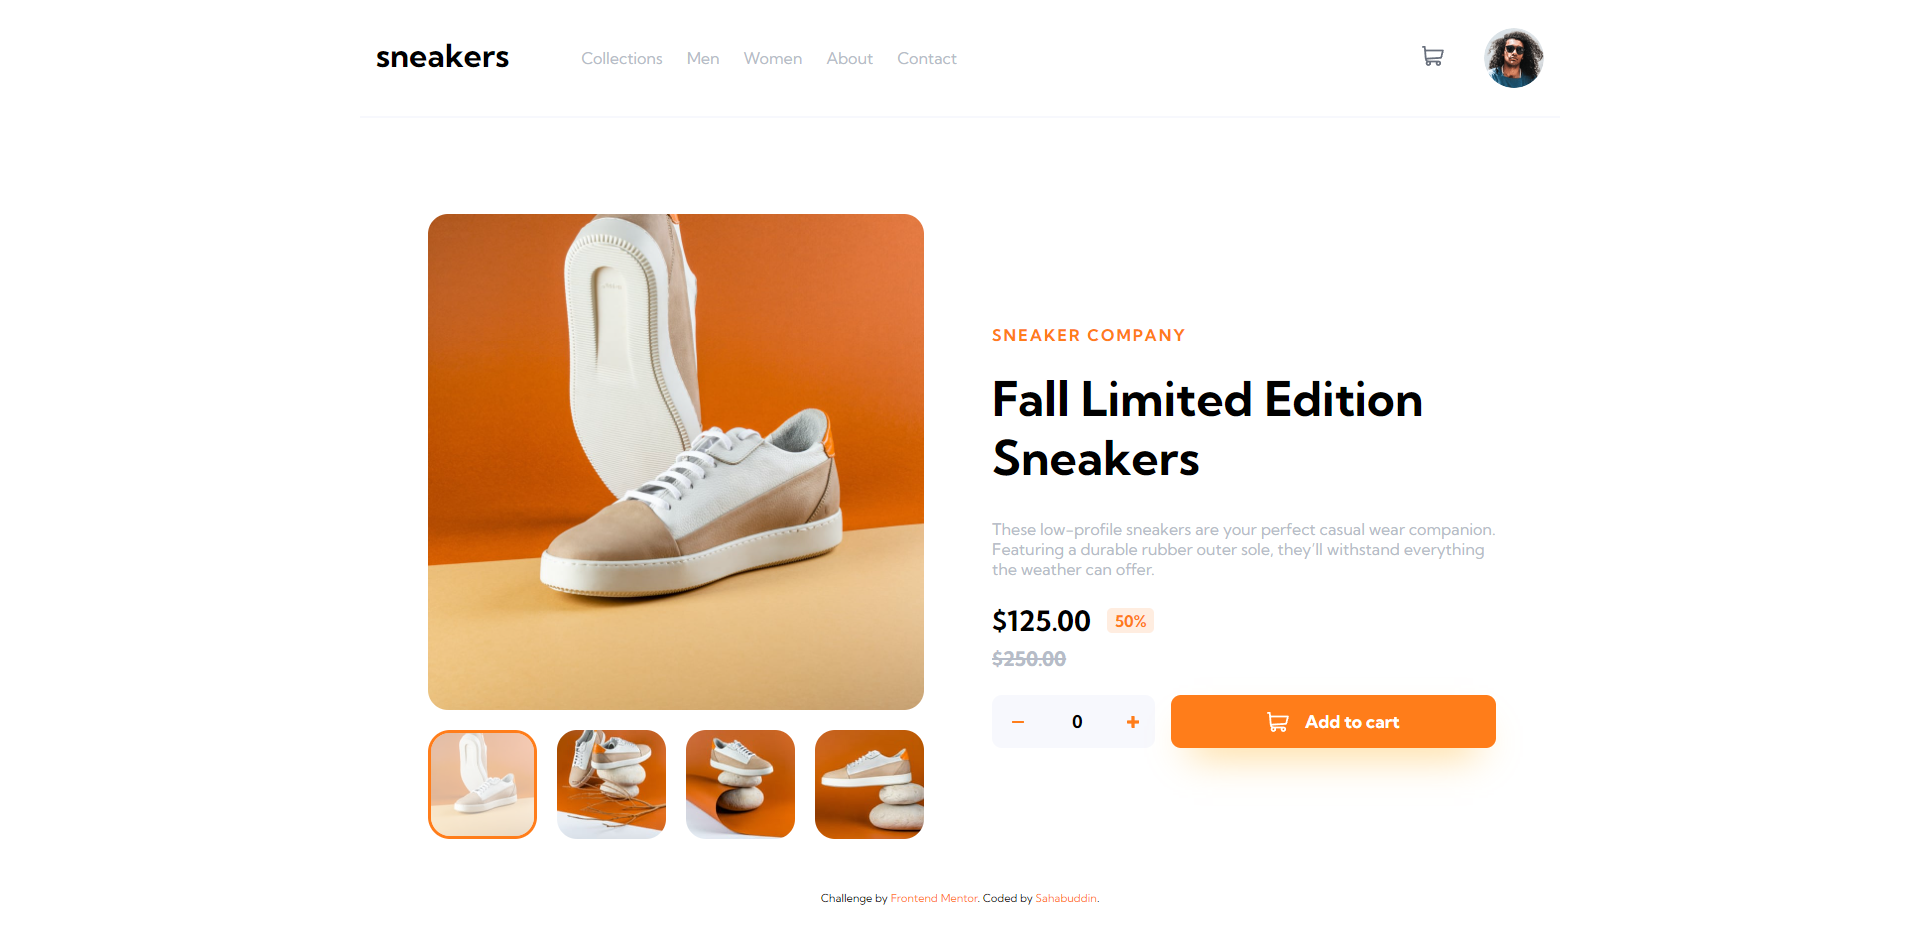 sneakers
Collections Men Women About Contact
SNEAKER COMPANY
Fall Limited Edition
Sneakers
These low-profile sneakers are your perfect casual wear companion.
Featuring a durable rubber outer sole, they'll withstand everything
the weather can offer.
$125.00 50%
$250.00
0
Add to cart
Challenge by Frontend Mentor. Coded by Sahabuddin.